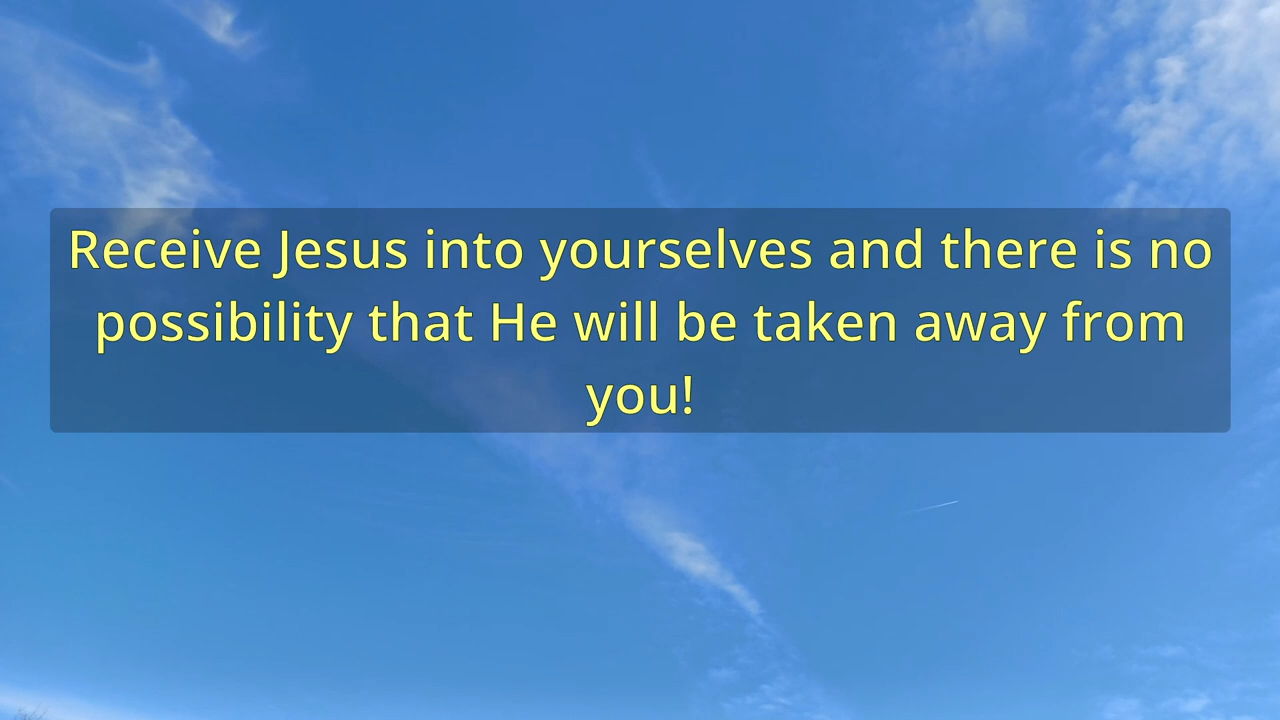 Receive Jesus into yourselves and there is no
possibility that He will be taken away from
you!